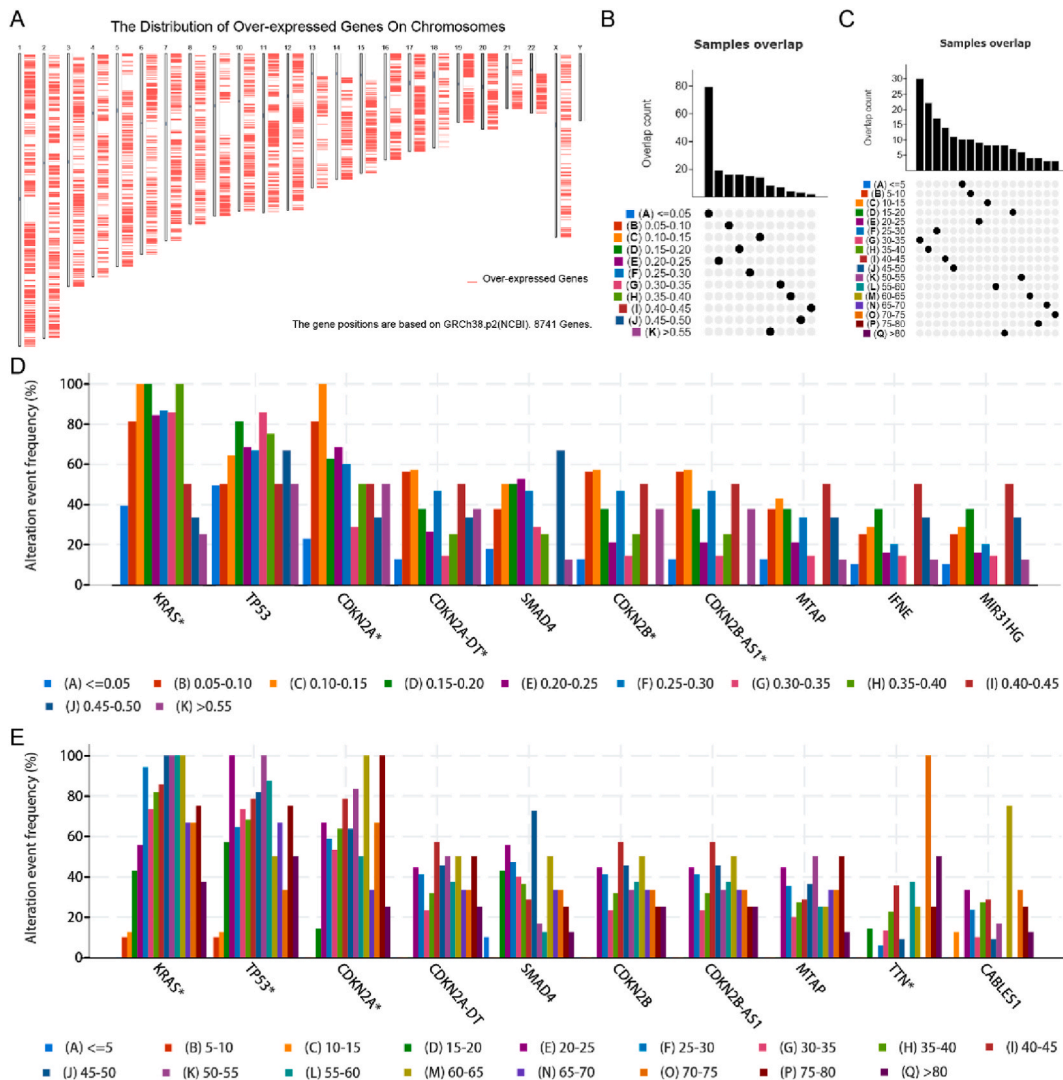 A
The Distribution of Over-expressed Genes On Chromosomes
1 2 3 4 5 6 7 8 9 10 11 12 13 14 15 16 17 18 19 20 21 22 X Y
Over-expressed Genes
The gene positions are based on GRCh38.p2(NCBI). 8741 Genes.
B
Samples overlap
Overlap count
80
60
40
20
(A) <=0.05
(B) 0.05-0.10
(C) 0.10-0.15
(D) 0.15-0.20
(E) 0.20-0.25
(F) 0.25-0.30
(G) 0.30-0.35
(H) 0.35-0.40
(I) 0.40-0.45
(J) 0.45-0.50
(K) >0.55
C
Samples overlap
Overlap count
30
25
20
15
10
5
(A) <=5
(B) 5-10
(C) 10-15
(D) 15-20
(E) 20-25
(F) 25-30
(G) 30-35
(H) 35-40
(I) 40-45
(J) 45-50
(K) 50-55
(L) 55-60
(M) 60-65
(N) 65-70
(O) 70-75
(P) 75-80
(Q) >80
D
Alteration event frequency (%)
100
80
60
40
20
0
KRAS* TP53 CDKN2A* CDKN2A-DT* SMAD4 CDKN2B* CDKN2B-AS1* MTAP IFNE MIR31HG
(A) <=0.05 (B) 0.05-0.10 (C) 0.10-0.15 (D) 0.15-0.20 (E) 0.20-0.25 (F) 0.25-0.30 (G) 0.30-0.35 (H) 0.35-0.40 (I) 0.40-0.45
(J) 0.45-0.50 (K) >0.55
E
Alteration event frequency (%)
100
80
60
40
20
0
KRAS* TP53* CDKN2A* CDKN2A-DT SMAD4 CDKN2B CDKN2B-AS1 MTAP TTN* CABLES1
(A) <=5 (B) 5-10 (C) 10-15 (D) 15-20 (E) 20-25 (F) 25-30 (G) 30-35 (H) 35-40 (I) 40-45
(J) 45-50 (K) 50-55 (L) 55-60 (M) 60-65 (N) 65-70 (O) 70-75 (P) 75-80 (Q) >80